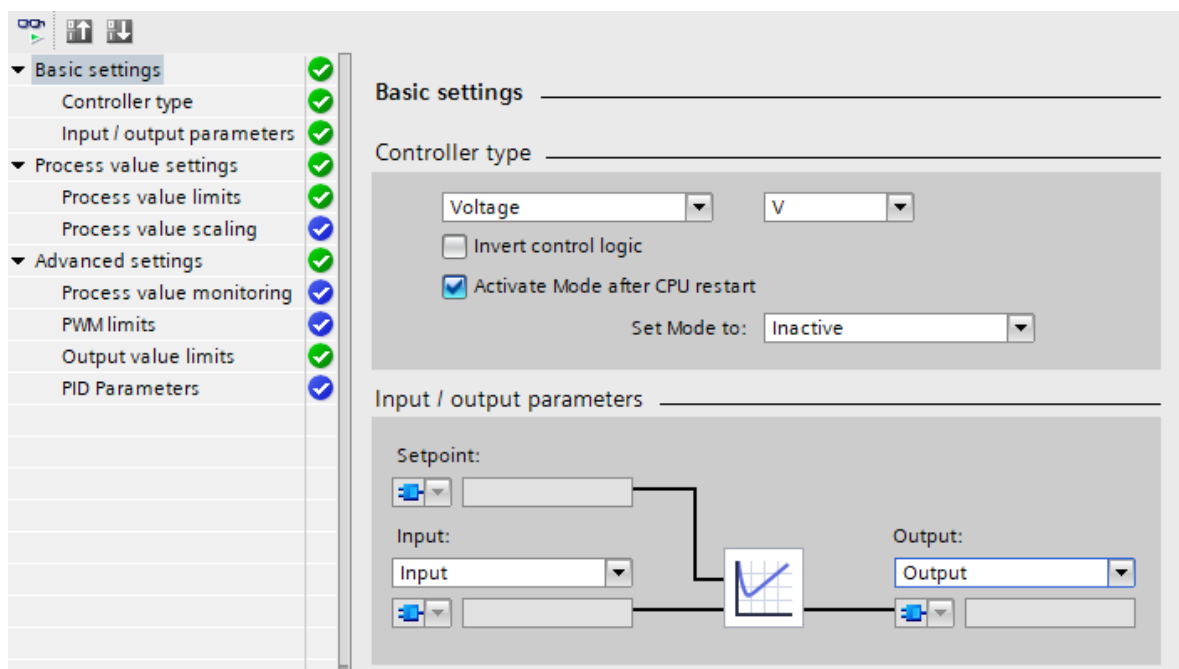 Basic settings
Controller type
Input / output parameters
Process value settings
Process value limits
Process value scaling
Advanced settings
Process value monitoring
PWM limits
Output value limits
PID Parameters
Basic settings
Controller type
Voltage V
Invert control logic
Activate Mode after CPU restart
Set Mode to: Inactive
Input / output parameters
Setpoint:
Input: Output:
Input Output